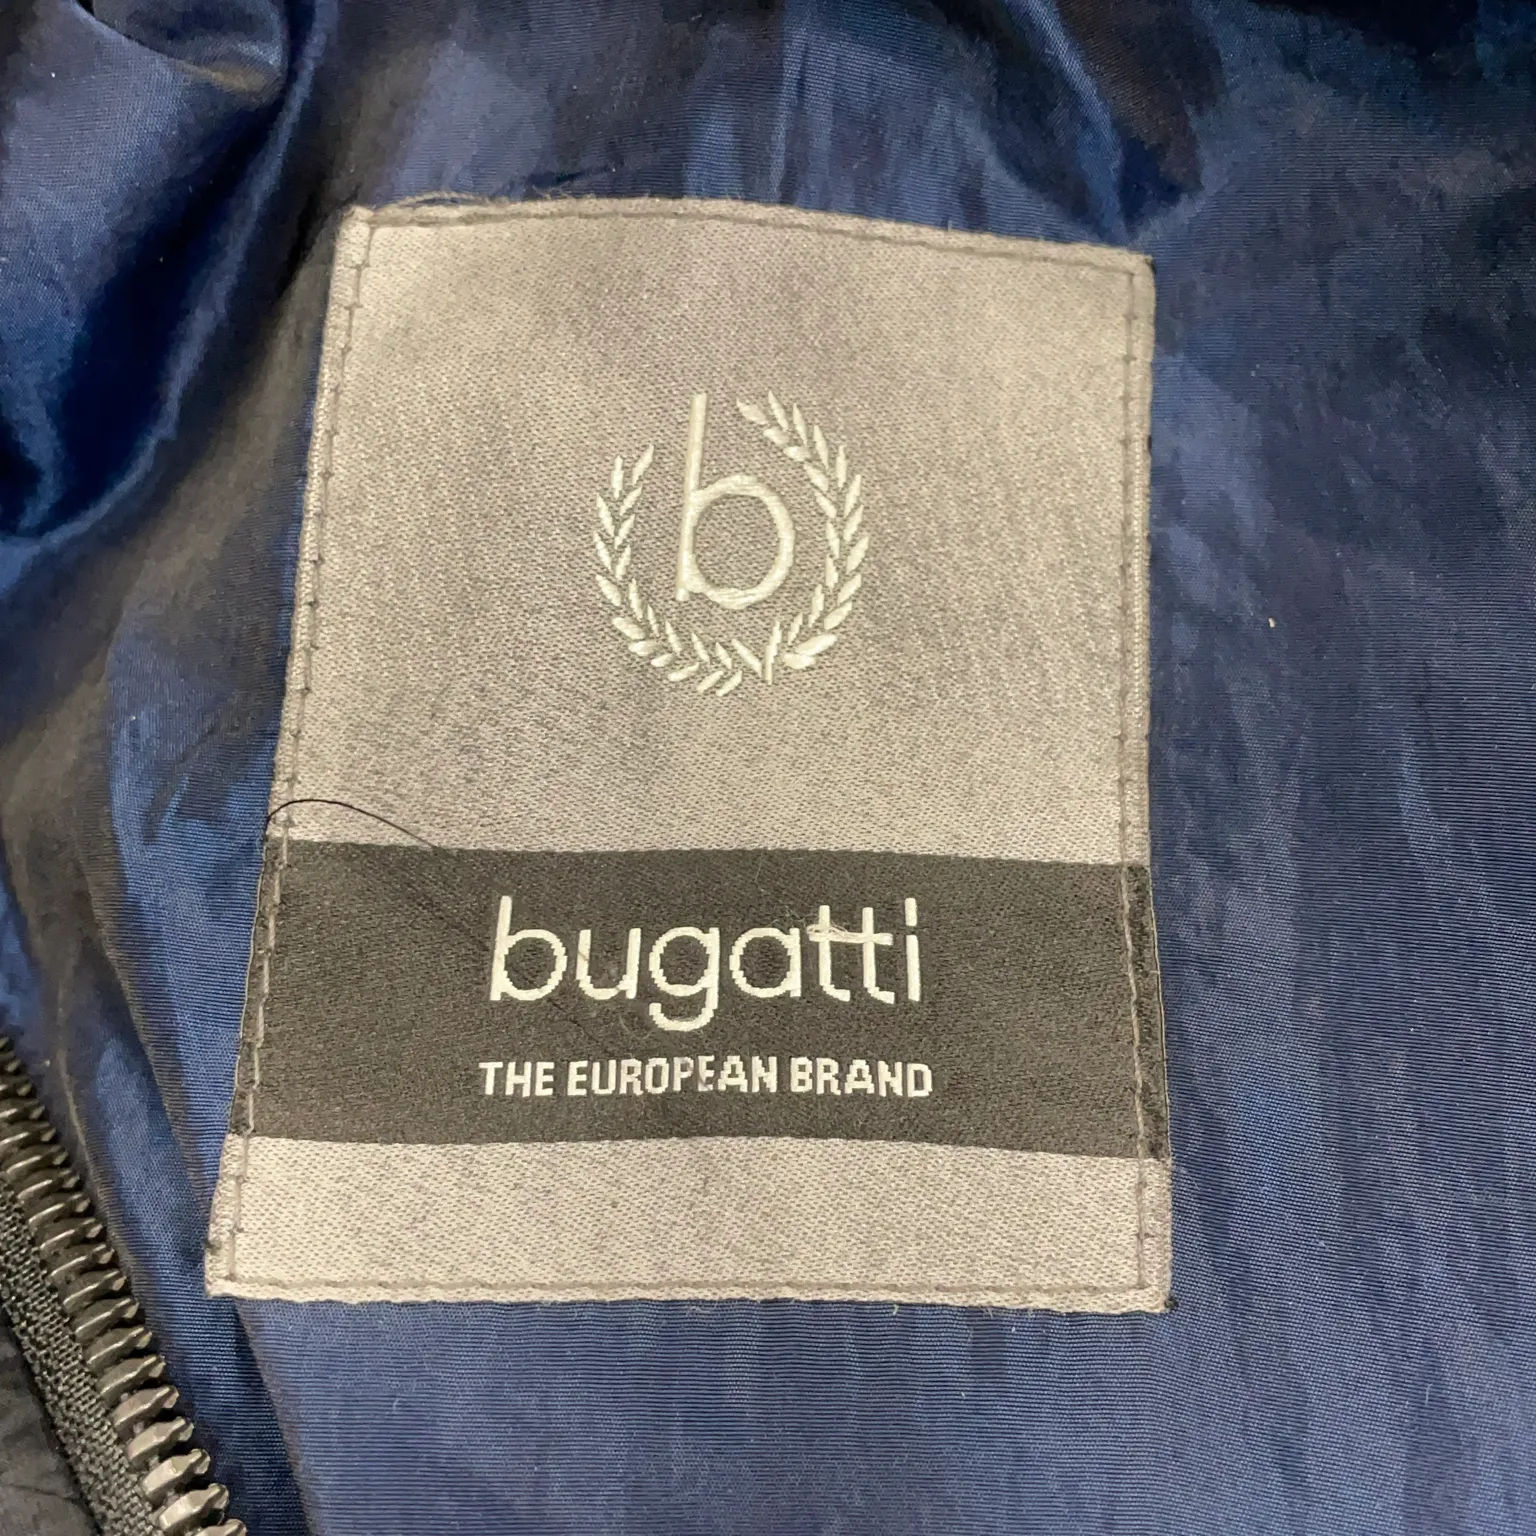 b
bugatti
THE EUROPEAN BRAND